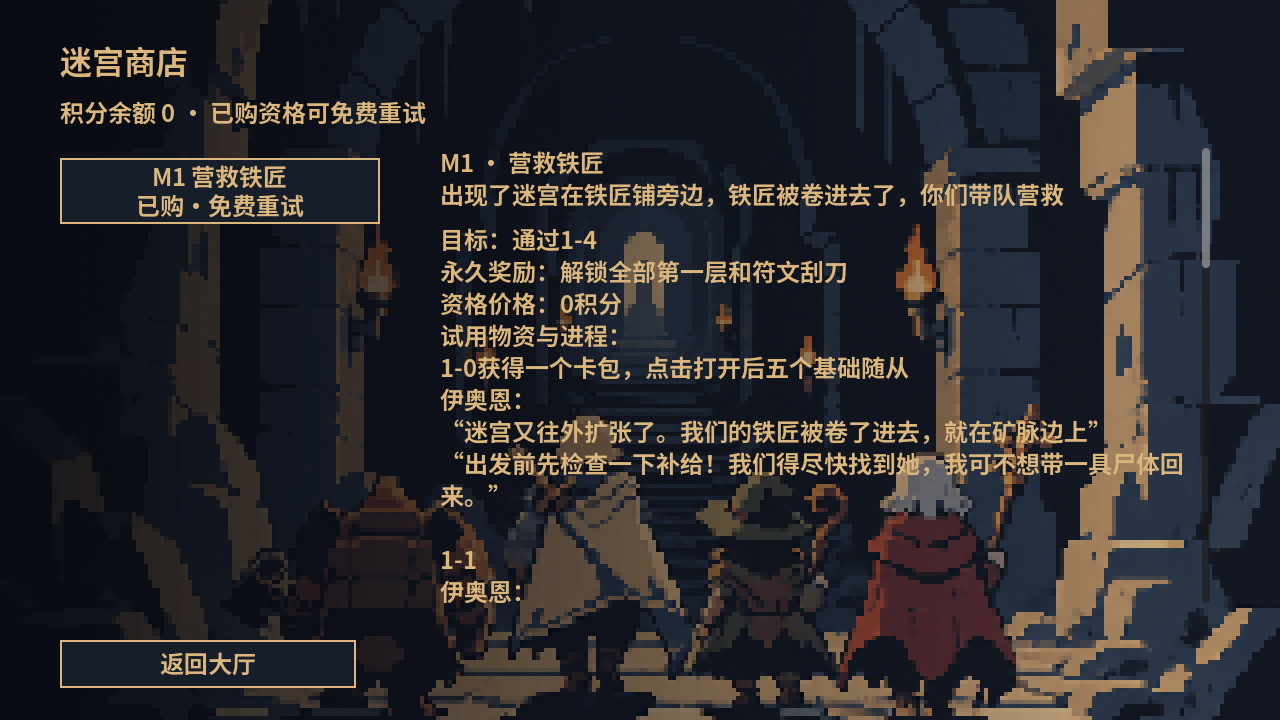 迷宫商店
积分余额 0 · 已购资格可免费重试
M1 营救铁匠
已购·免费重试
M1 · 营救铁匠
出现了迷宫在铁匠铺旁边，铁匠被卷进去了，你们带队营救
目标：通过1-4
永久奖励：解锁全部第一层和符文刮刀
资格价格：0积分
试用物资与进程：
1-0获得一个卡包，点击打开后五个基础随从
伊奥恩：
“迷宫又往外扩张了。我们的铁匠被卷了进去，就在矿脉边上”
“出发前先检查一下补给！我们得尽快找到她，我可不想带一具尸体回
来。”
1-1
伊奥恩：
返回大厅